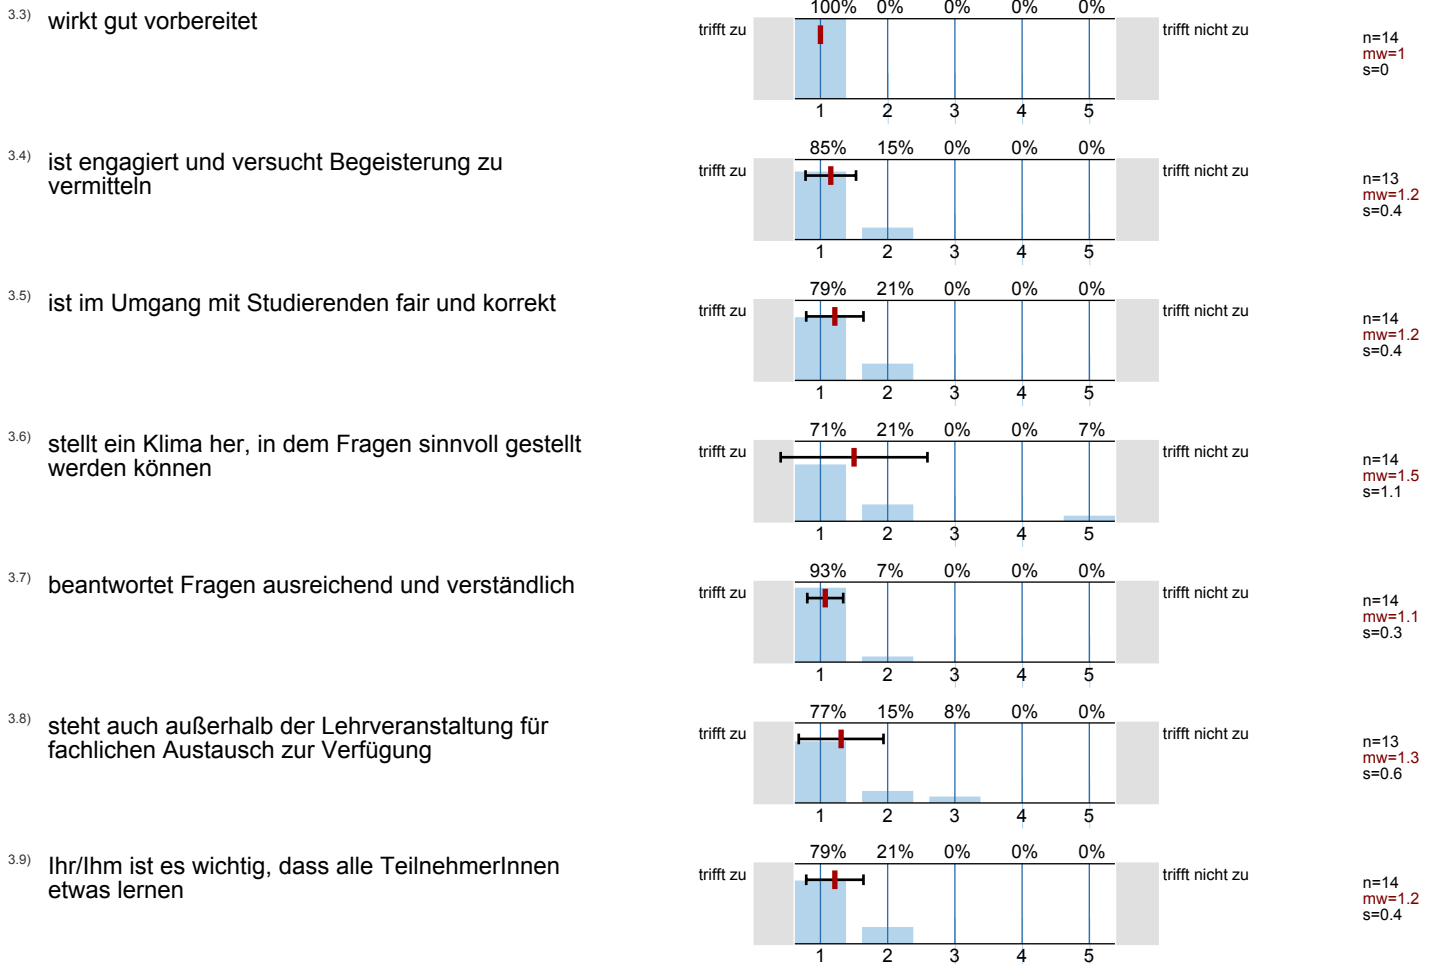 3.3) wirkt gut vorbereitet
100% 0% 0% 0% 0%
trifft zu trifft nicht zu
n=14
mw=1
s=0
1 2 3 4 5
3.4) ist engagiert und versucht Begeisterung zu
vermitteln
85% 15% 0% 0% 0%
trifft zu trifft nicht zu
n=13
mw=1.2
s=0.4
1 2 3 4 5
3.5) ist im Umgang mit Studierenden fair und korrekt
79% 21% 0% 0% 0%
trifft zu trifft nicht zu
n=14
mw=1.2
s=0.4
1 2 3 4 5
3.6) stellt ein Klima her, in dem Fragen sinnvoll gestellt
werden können
71% 21% 0% 0% 7%
trifft zu trifft nicht zu
n=14
mw=1.5
s=1.1
1 2 3 4 5
3.7) beantwortet Fragen ausreichend und verständlich
93% 7% 0% 0% 0%
trifft zu trifft nicht zu
n=14
mw=1.1
s=0.3
1 2 3 4 5
3.8) steht auch außerhalb der Lehrveranstaltung für
fachlichen Austausch zur Verfügung
77% 15% 8% 0% 0%
trifft zu trifft nicht zu
n=13
mw=1.3
s=0.6
1 2 3 4 5
3.9) Ihr/Ihm ist es wichtig, dass alle TeilnehmerInnen
etwas lernen
79% 21% 0% 0% 0%
trifft zu trifft nicht zu
n=14
mw=1.2
s=0.4
1 2 3 4 5